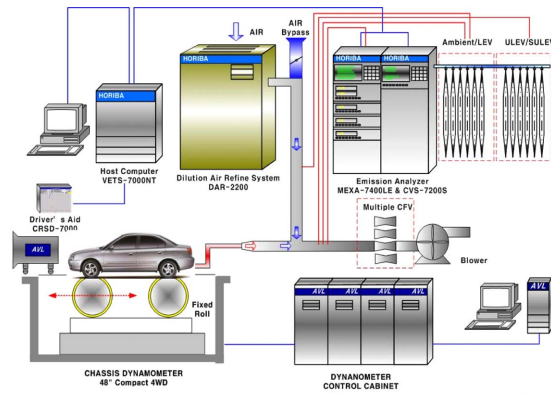 AIR
AIR
Bypass
Ambient/LEV
ULEV/SULEV
HORIBA
HORIBA
HORIBA
HORIBA
Host Computer
VETS-7000NT
Dilution Air Refine System
DAR-2200
Emission Analyzer
MEXA-7400LE & CVS-7200S
Driver's Aid
CRSD-7000
Multiple CFV
Blower
AVL
Fixed
Roll
AVL
AVL
AVL
AVL
AVL
CHASSIS DYNAMOMETER
48" Compact 4WD
DYNANOMETER
CONTROL CABINET